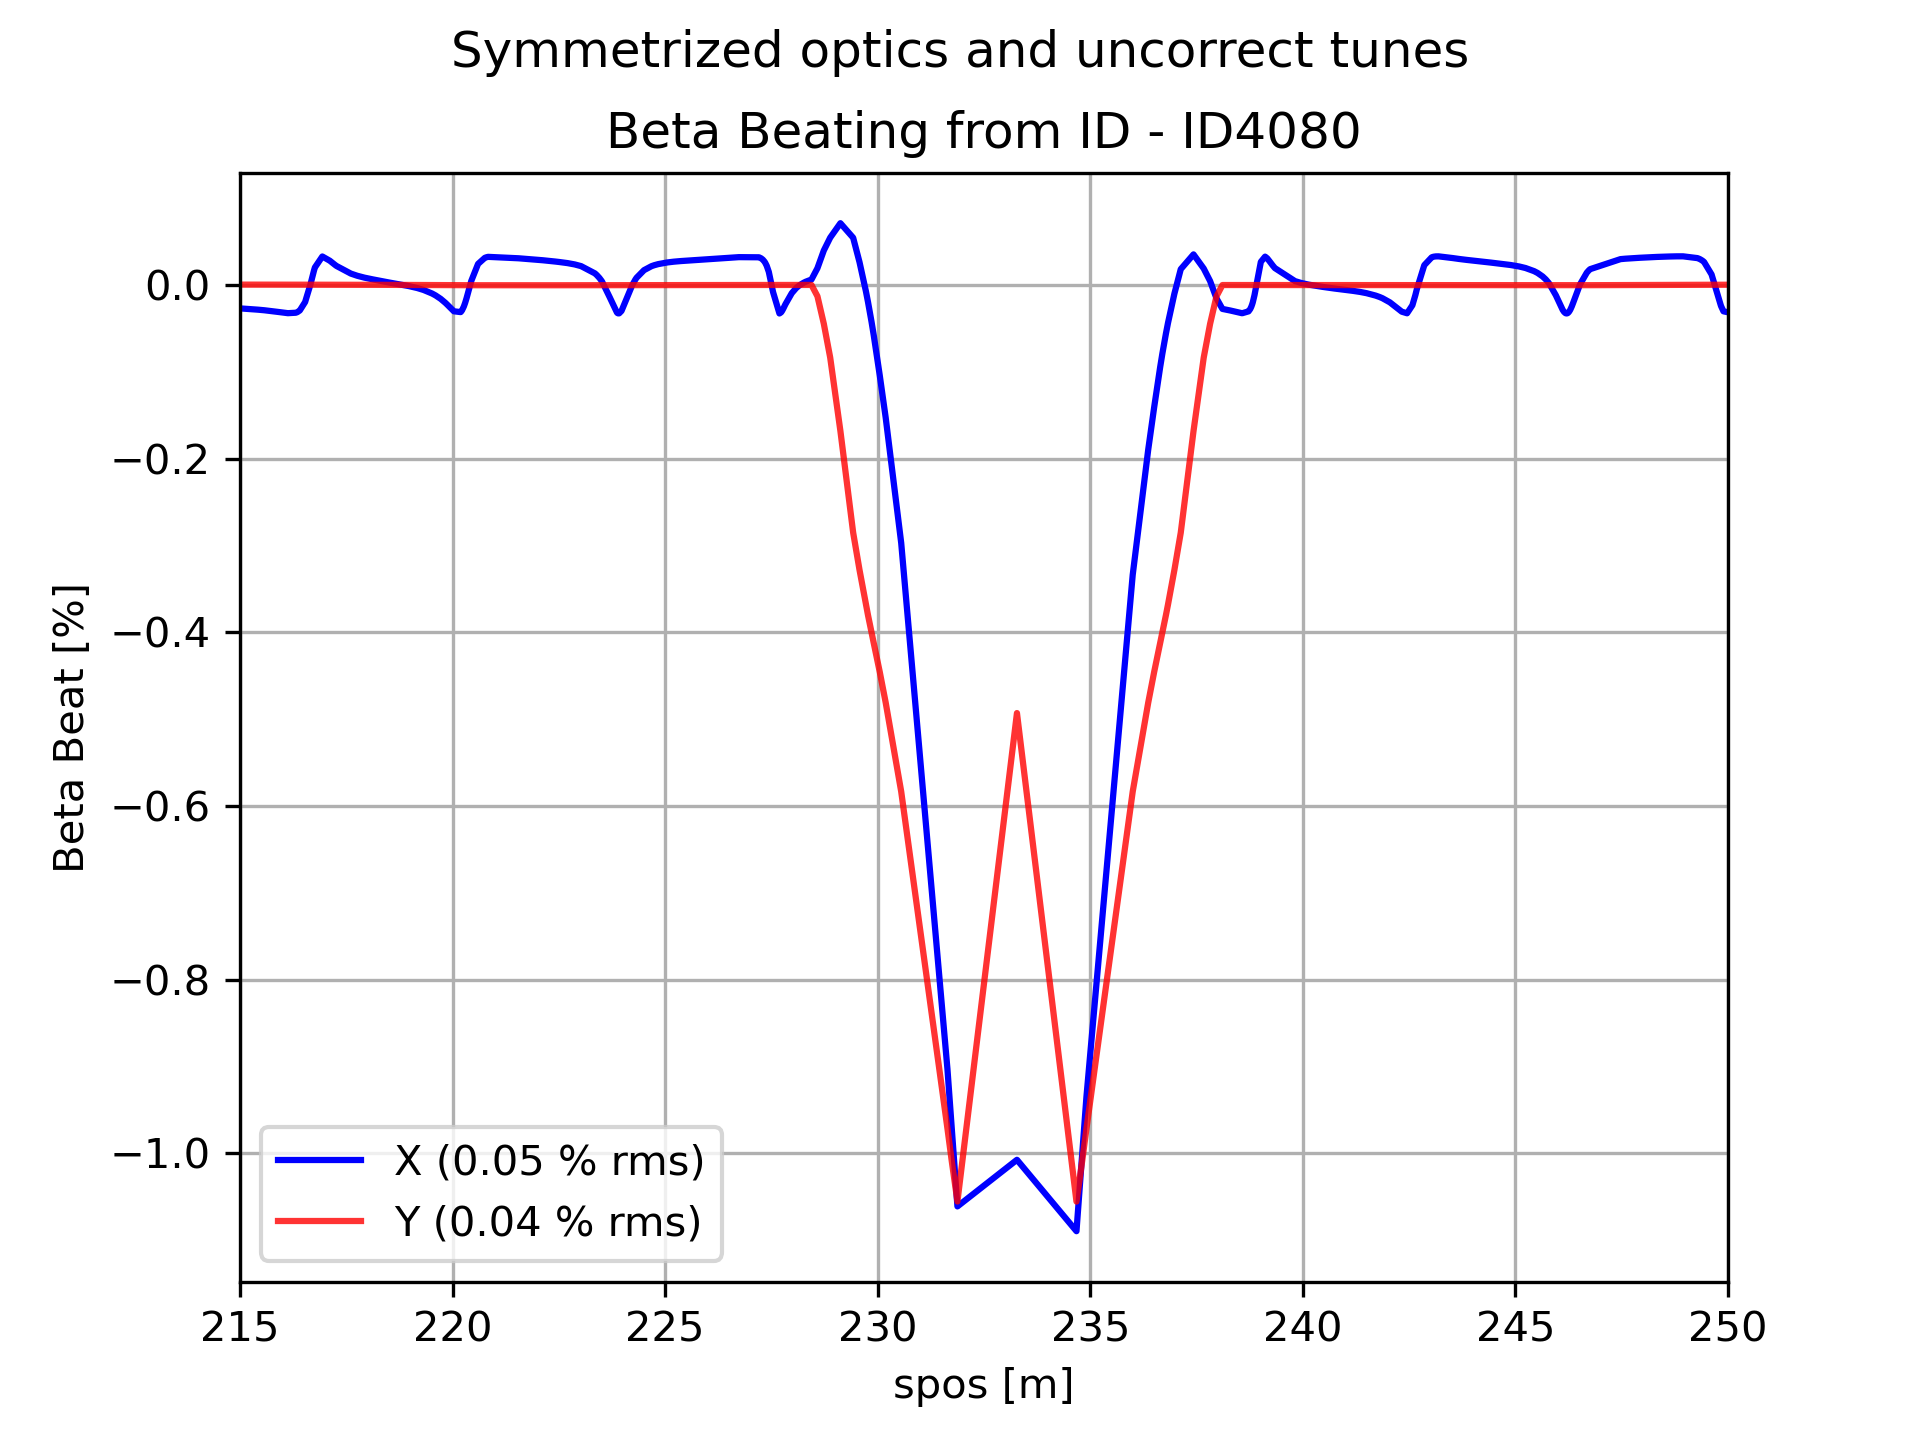 Symmetrized optics and uncorrect tunes
Beta Beating from ID - ID4080
0.0
−0.2
−0.4
−0.6
−0.8
−1.0
Beta Beat [%]
X (0.05 % rms)
Y (0.04 % rms)
215 220 225 230 235 240 245 250
spos [m]